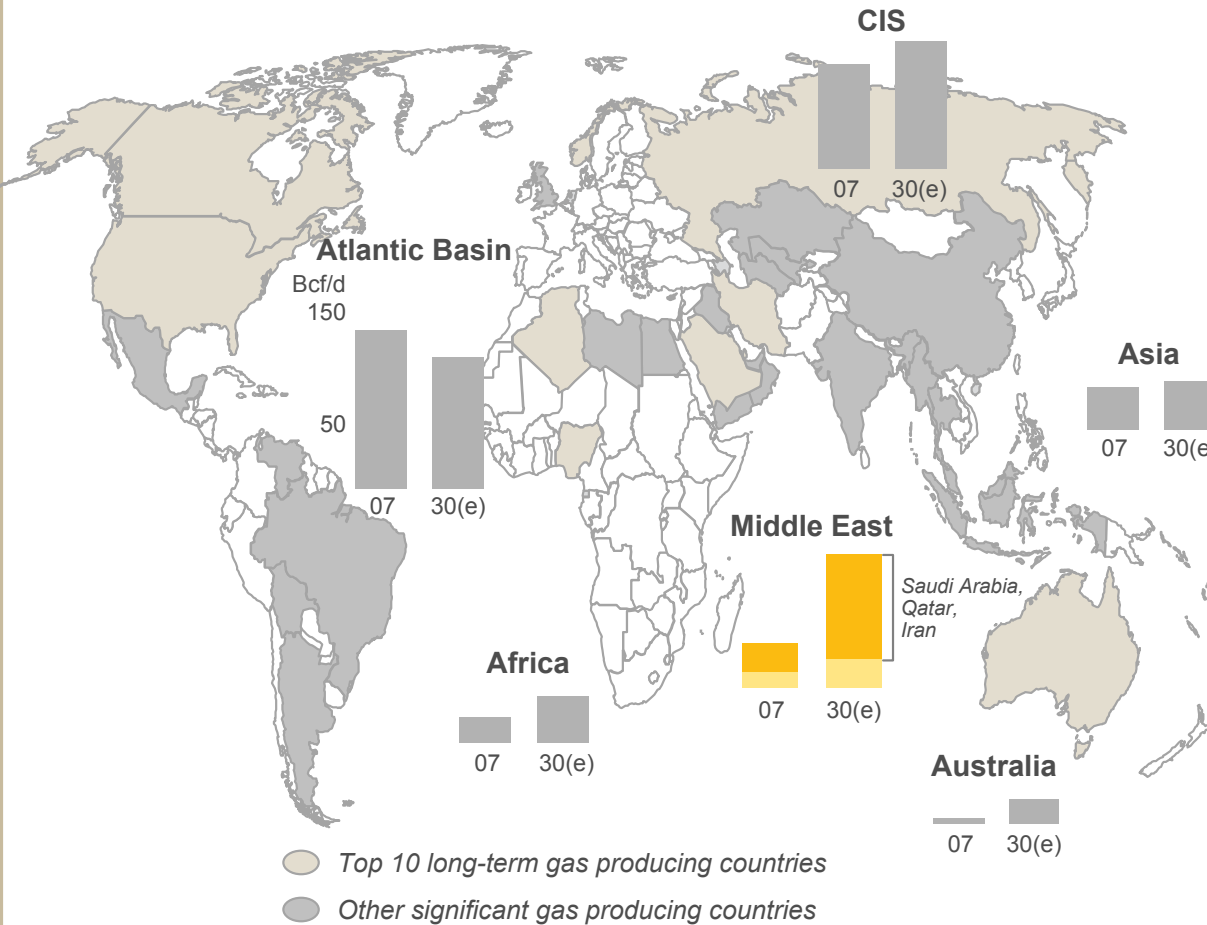 CIS
07 30(e)
Atlantic Basin
Bcf/d
150
50
07 30(e)
Asia
07 30(e
Middle East
Saudi Arabia,
Qatar,
Iran
07 30(e)
Africa
07 30(e)
Australia
07 30(e)
Top 10 long-term gas producing countries
Other significant gas producing countries